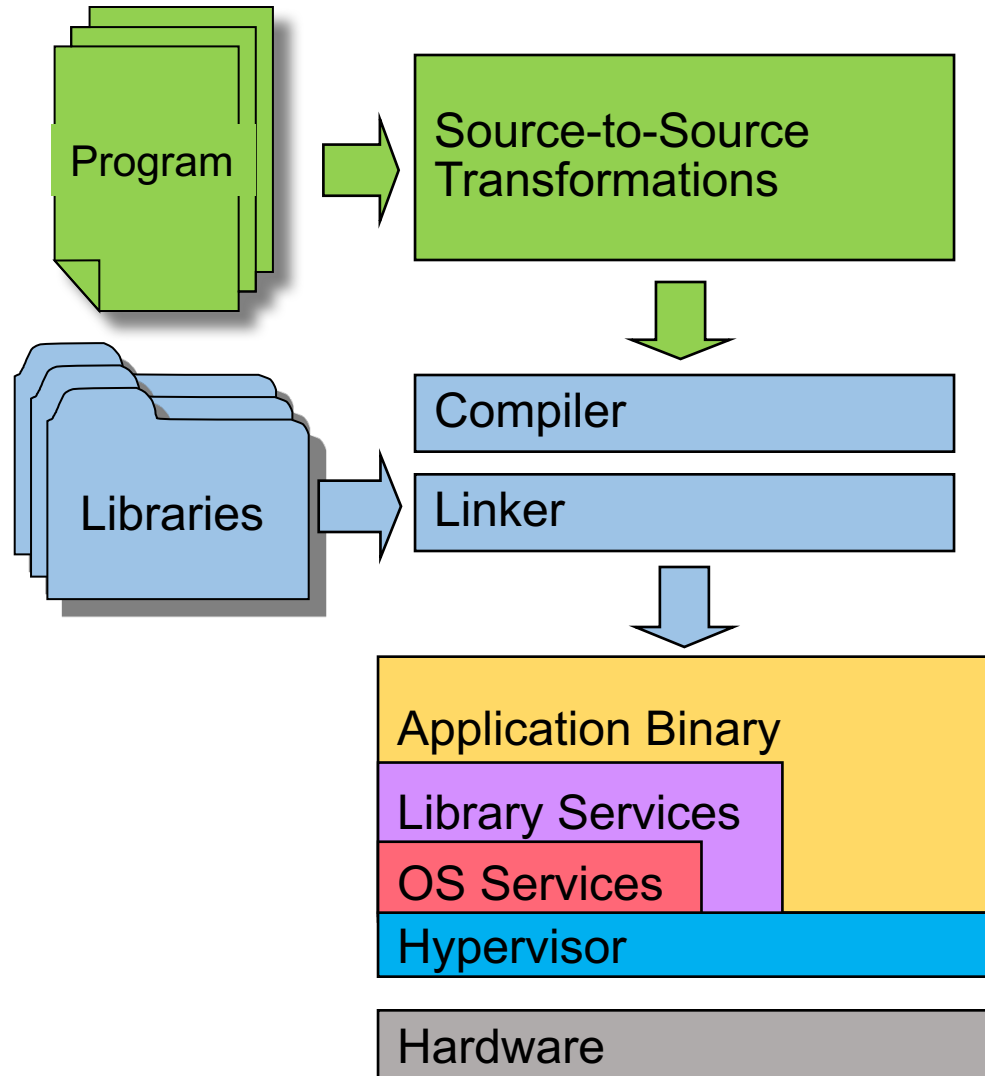 Program
Source-to-Source
Transformations
Compiler
Libraries
Linker
Application Binary
Library Services
OS Services
Hypervisor
Hardware